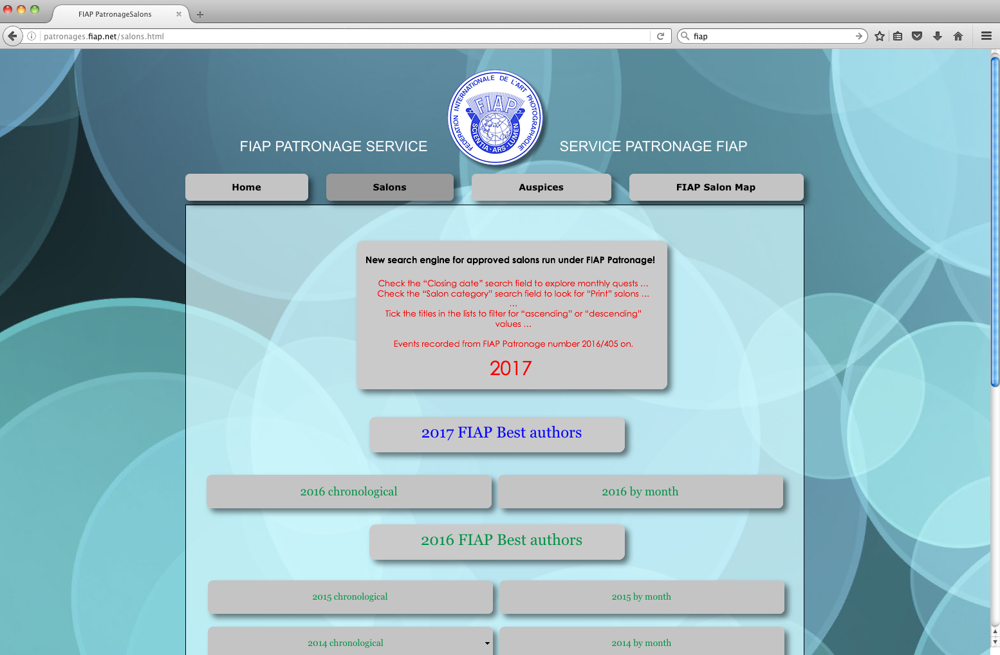 FIAP PatronageSalons
patronages.fiap.net/salons.html
fiap
FEDERATION INTERNATIONALE DE L'ART PHOTOGRAPHIQUE
FIAP
SCIENTIA · ARS · LUMEN
FIAP PATRONAGE SERVICE
SERVICE PATRONAGE FIAP
Home
Salons
Auspices
FIAP Salon Map
New search engine for approved salons run under FIAP Patronage!
Check the “Closing date” search field to explore monthly quests ...
Check the “Salon category” search field to look for “Print” salons ...
...
Tick the titles in the lists to filter for “ascending” or “descending”
values ...
Events recorded from FIAP Patronage number 2016/405 on.
2017
2017 FIAP Best authors
2016 chronological
2016 by month
2016 FIAP Best authors
2015 chronological
2015 by month
2014 chronological
2014 by month